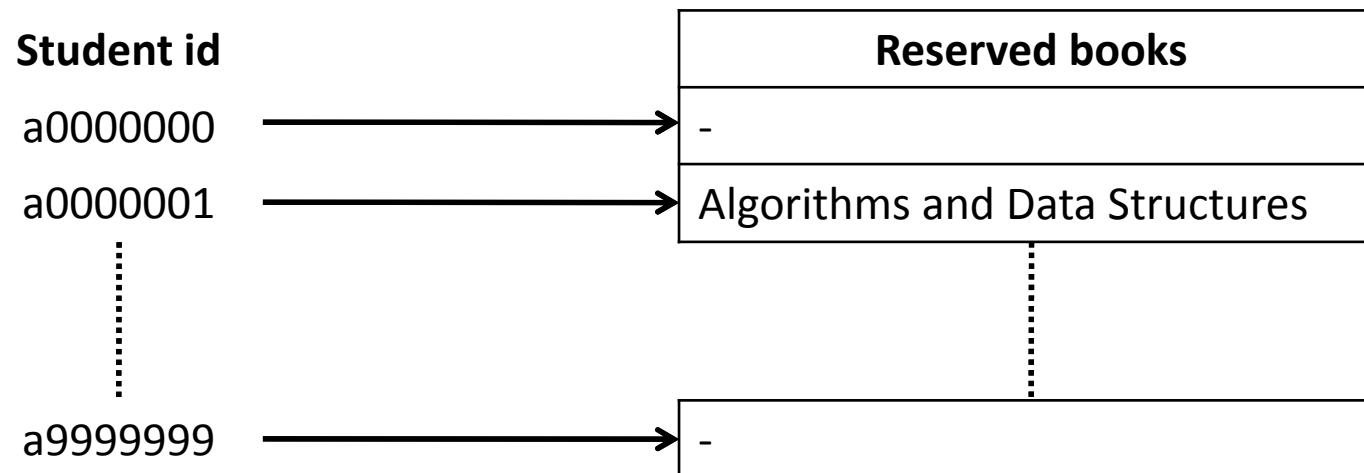 Student id
Reserved books
a0000000
-
a0000001
Algorithms and Data Structures
a9999999
-